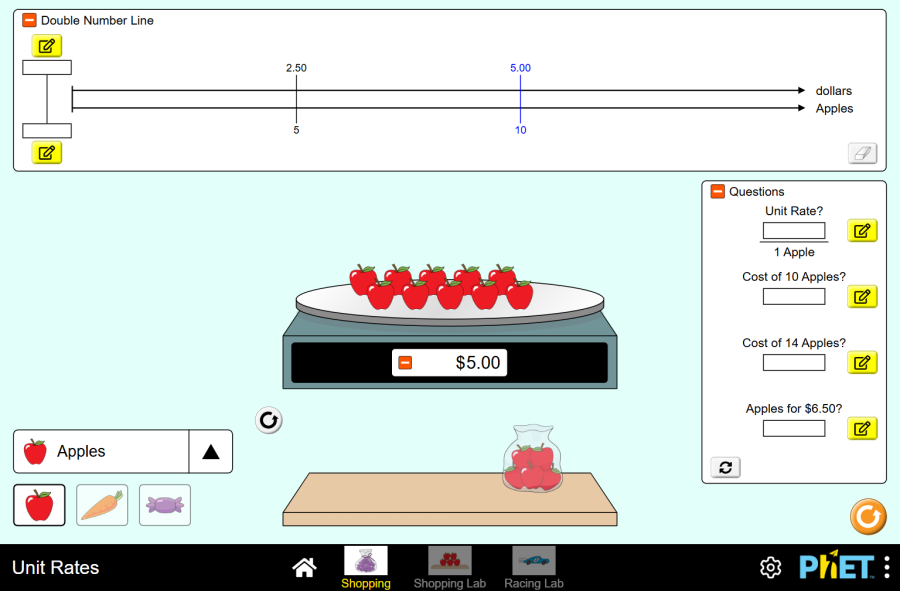 Double Number Line
2.50 5.00
dollars
Apples
5 10
Questions
Unit Rate?
1 Apple
Cost of 10 Apples?
Cost of 14 Apples?
Apples for $6.50?
$5.00
Apples
Unit Rates
Shopping
Shopping Lab
Racing Lab
PhET